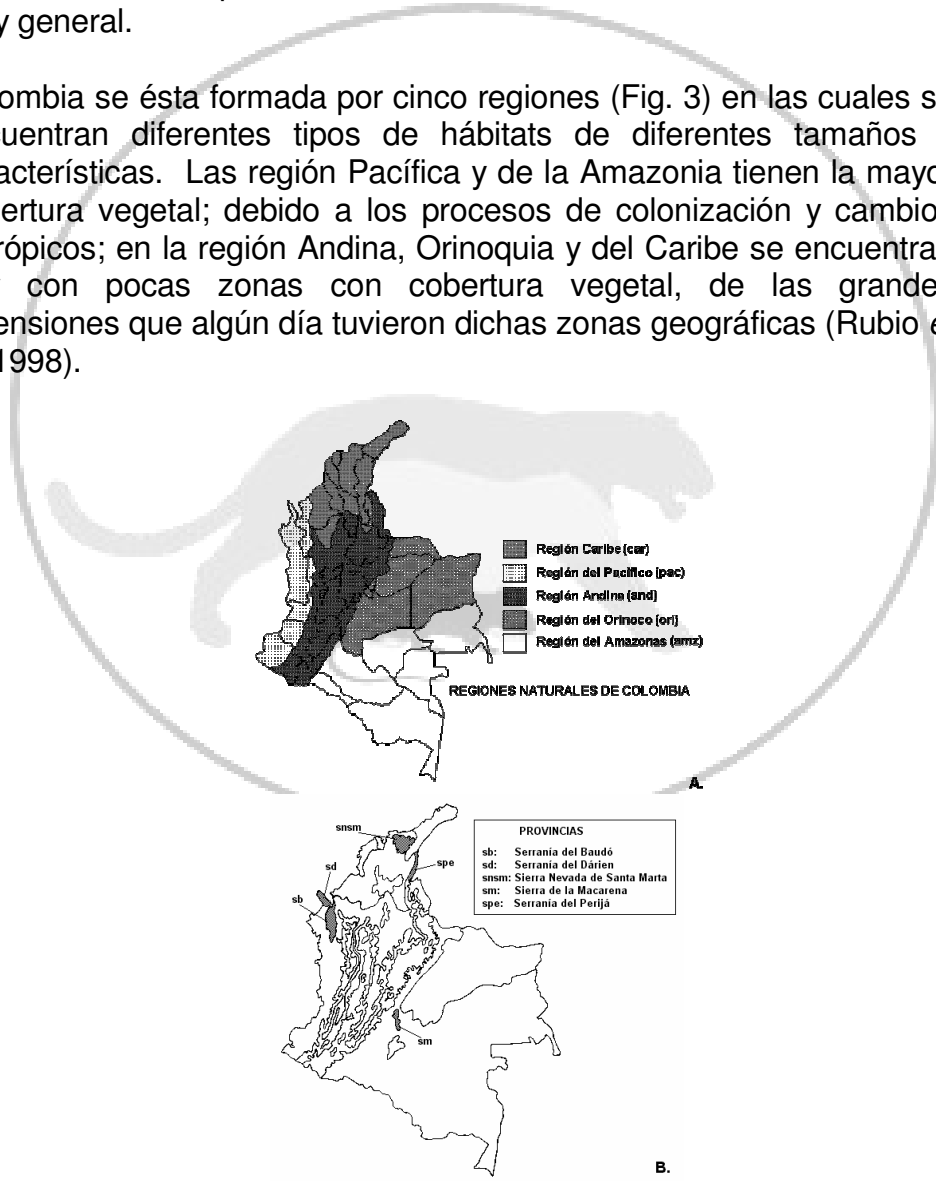 y general.
ombia se ésta formada por cinco regiones (Fig. 3) en las cuales s
cuentran diferentes tipos de hábitats de diferentes tamaños
acterísticas. Las región Pacífica y de la Amazonia tienen la mayo
ertura vegetal; debido a los procesos de colonización y cambio
rópicos; en la región Andina, Orinoquia y del Caribe se encuentra
con pocas zonas con cobertura vegetal, de las grande
ensiones que algún día tuvieron dichas zonas geográficas (Rubio e
1998).
Región Caribe (car)
Región del Pacífico (pac)
Región Andina (and)
Región del Orinoco (ori)
Región del Amazonas (amz)
REGIONES NATURALES DE COLOMBIA
A.
snsm
spe
sd
sb
sm
PROVINCIAS
sb: Serranía del Baudó
sd: Serranía del Dárien
snsm: Sierra Nevada de Santa Marta
sm: Sierra de la Macarena
spe: Serranía del Perijá
B.